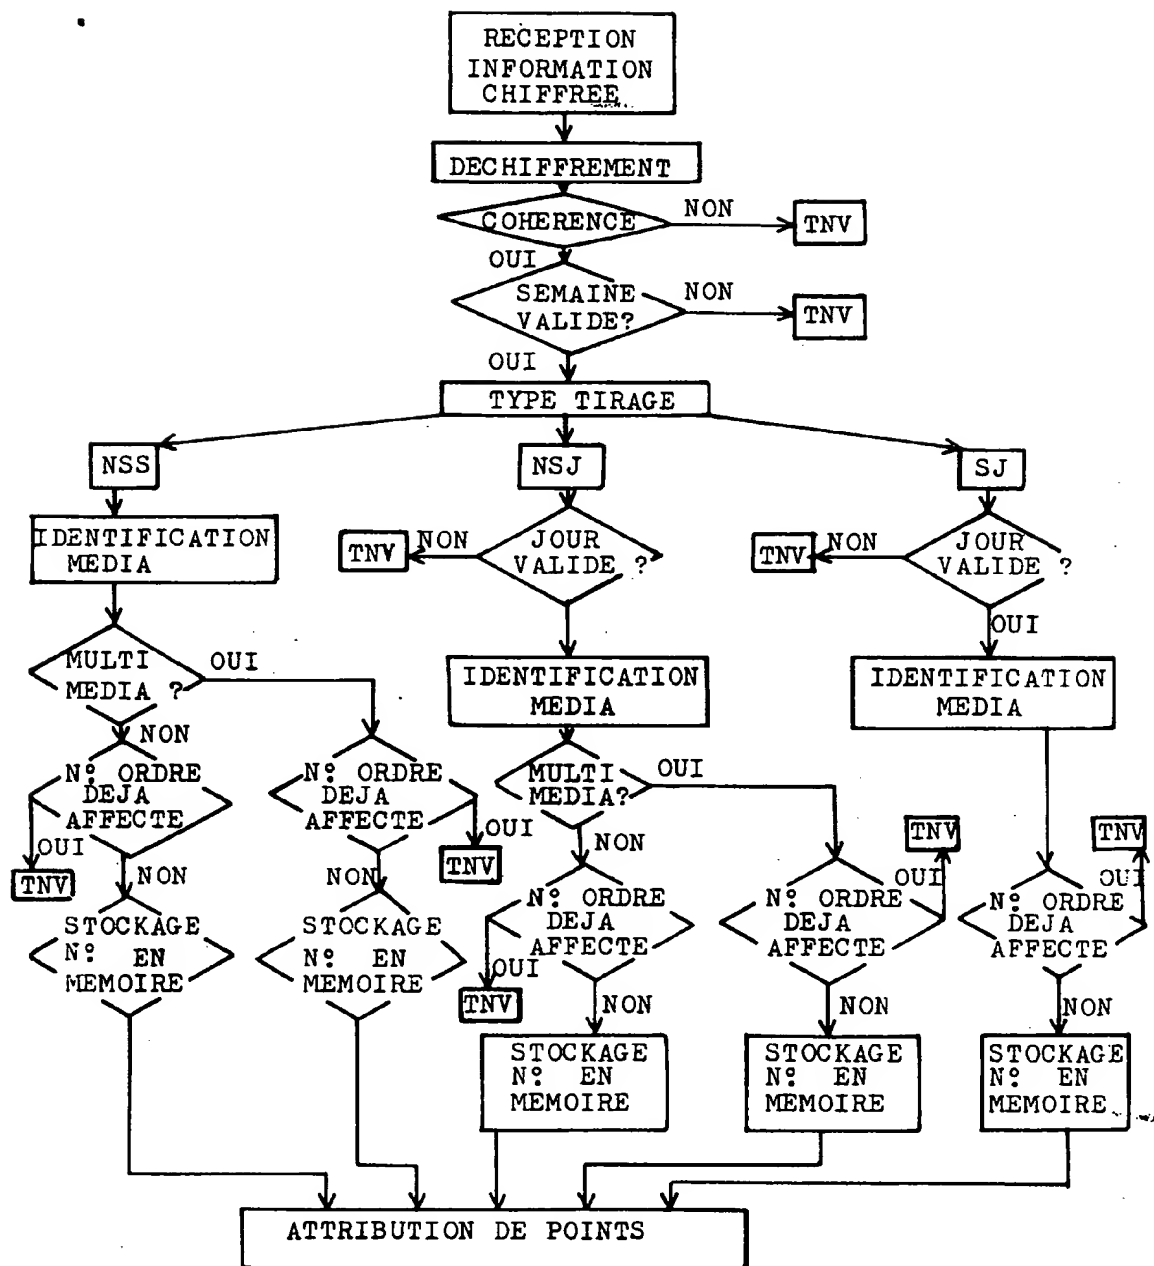 RECEPTION
INFORMATION
CHIFFREE
DECHIFFREMENT
COHERENCE
NON
TNV
OUI
SEMAINE
VALIDE?
NON
TNV
OUI
TYPE TIRAGE
NSS
NSJ
SJ
IDENTIFICATION
MEDIA
TNV
NON
JOUR
VALIDE ?
TNV
NON
JOUR
VALIDE ?
OUI
MULTI
MEDIA ?
OUI
IDENTIFICATION
MEDIA
IDENTIFICATION
MEDIA
NON
N° ORDRE
DEJA
AFFECTE
OUI
TNV
NON
N° ORDRE
DEJA
AFFECTE
OUI
TNV
NON
MULTI
MEDIA?
OUI
NON
N° ORDRE
DEJA
AFFECTE
OUI
TNV
NON
TNV
OUI
N° ORDRE
DEJA
AFFECTE
NON
TNV
OUI
N° ORDRE
DEJA
AFFECTE
NON
STOCKAGE
N° EN
MEMOIRE
STOCKAGE
N° EN
MEMOIRE
STOCKAGE
N° EN
MEMOIRE
STOCKAGE
N° EN
MEMOIRE
STOCKAGE
N° EN
MEMOIRE
ATTRIBUTION DE POINTS